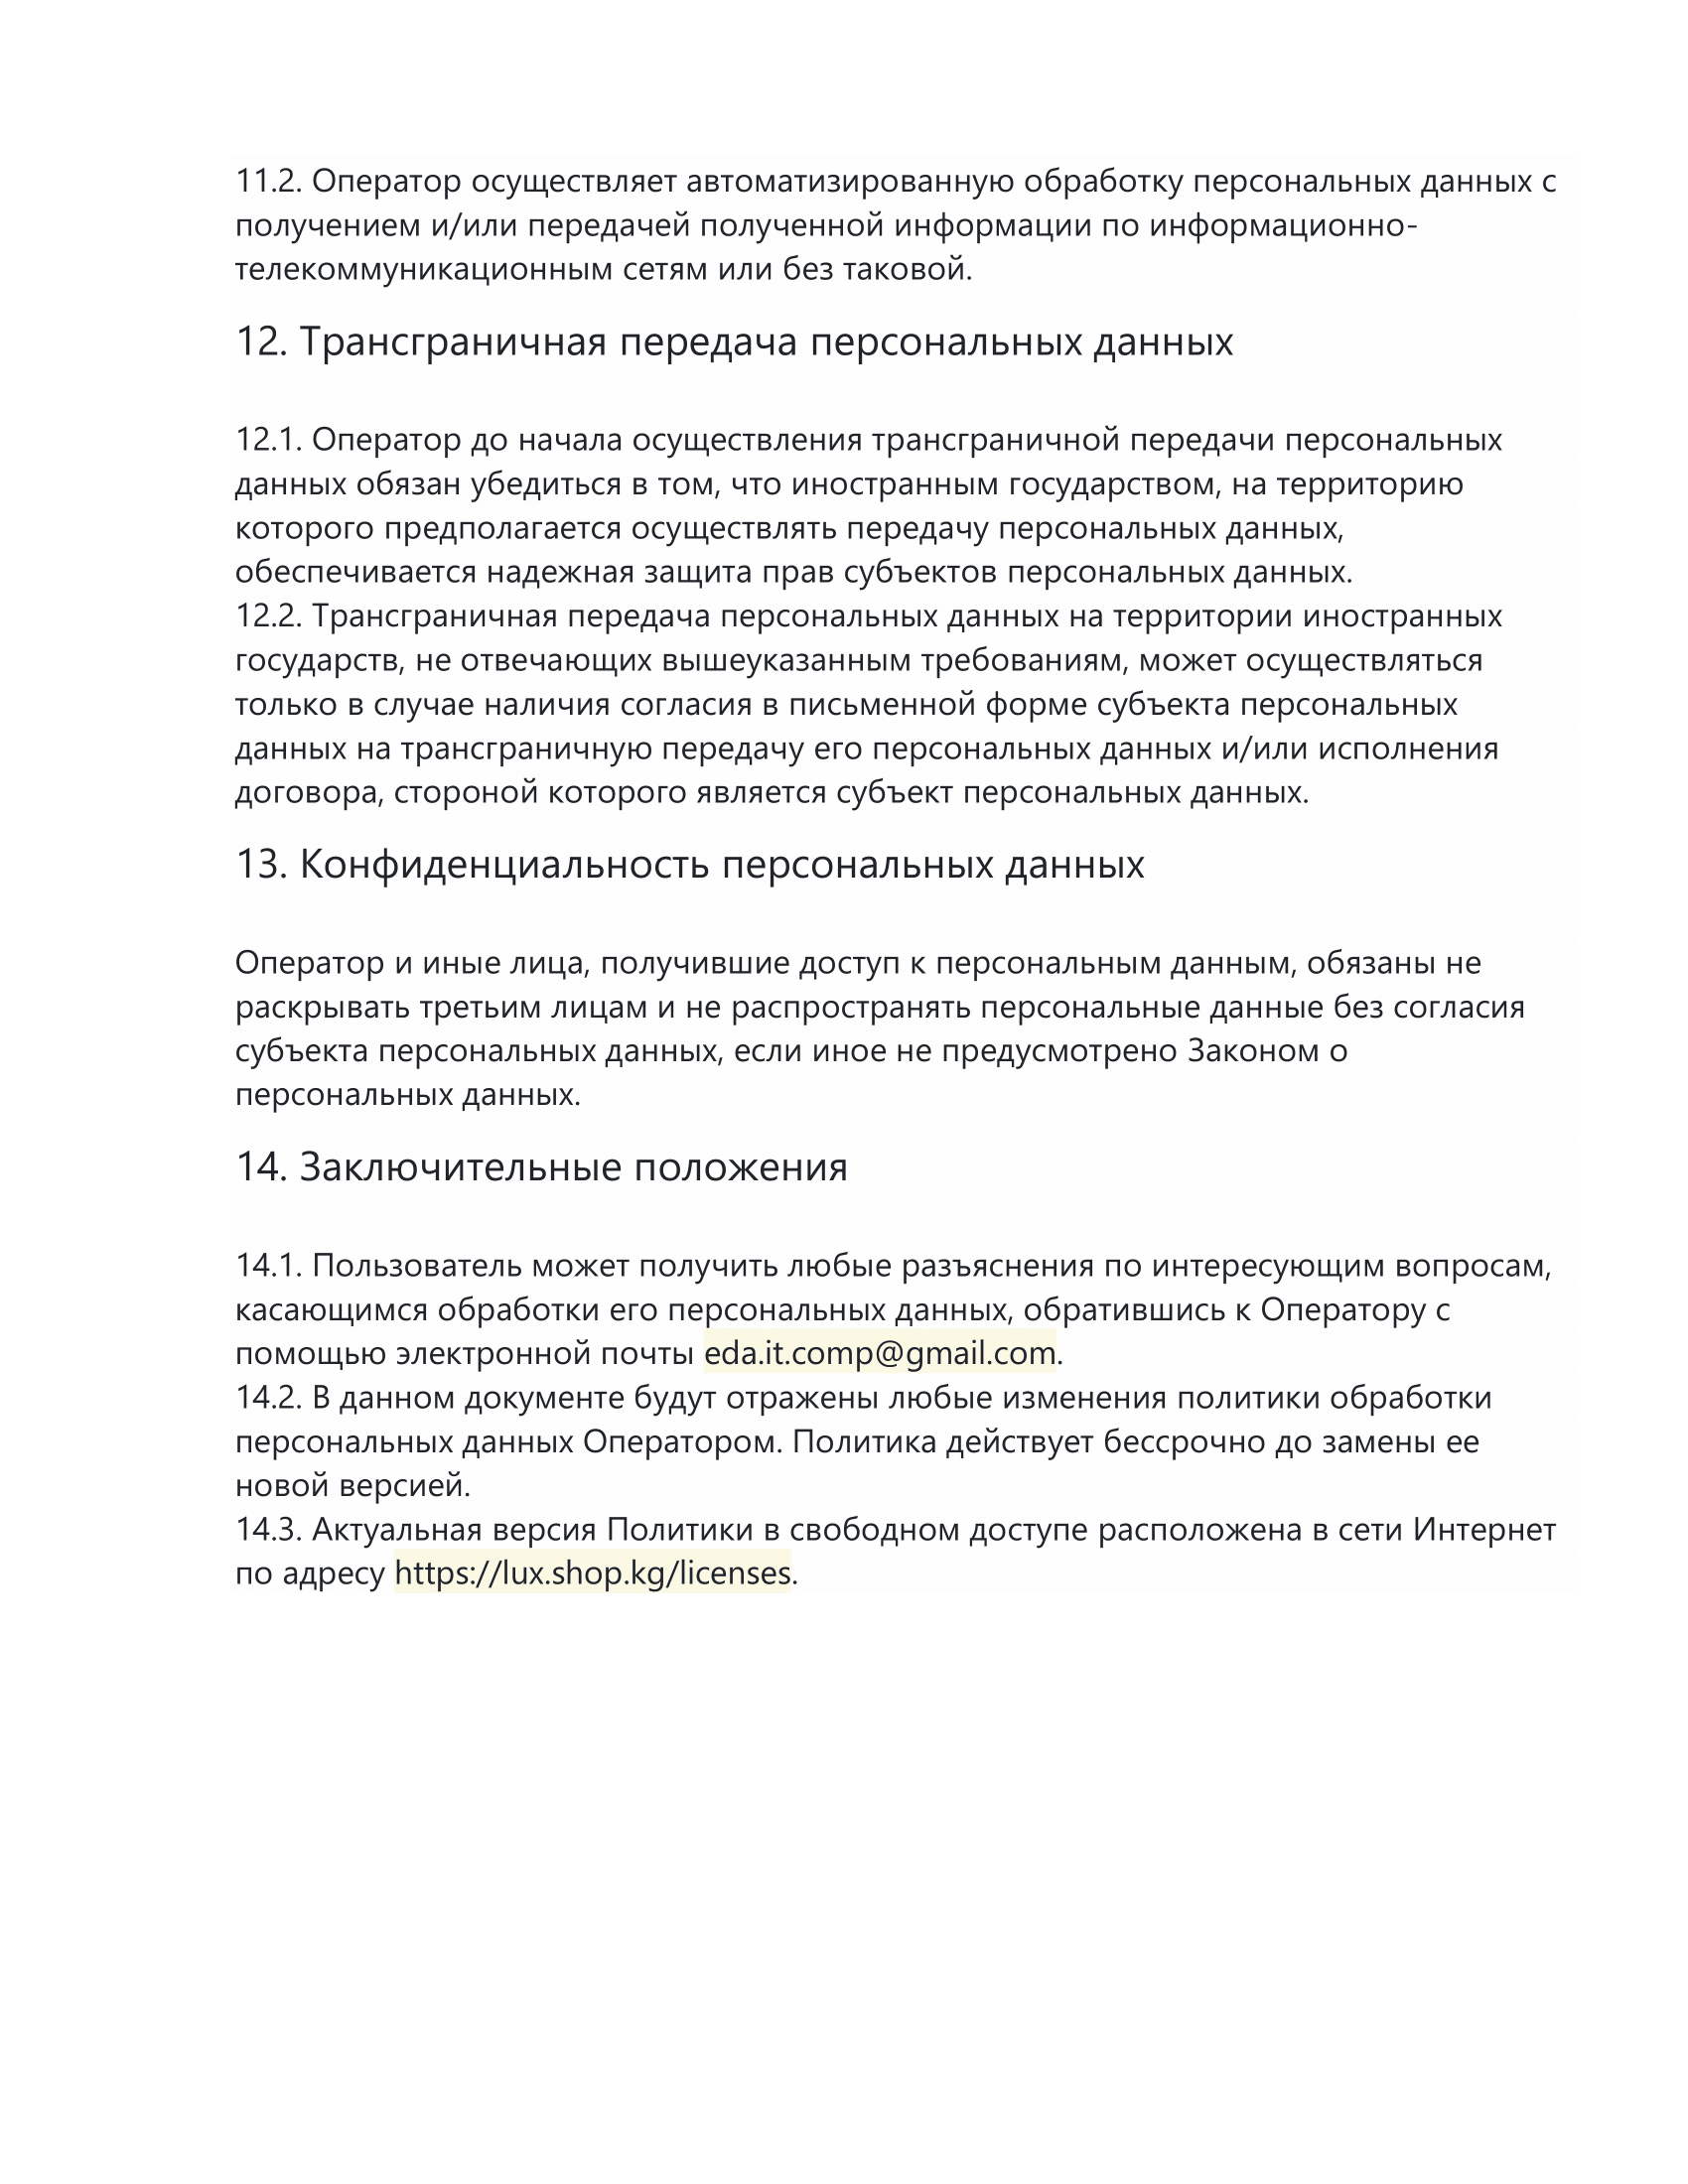 11.2. Оператор осуществляет автоматизированную обработку персональных данных с
получением и/или передачей полученной информации по информационно-
телекоммуникационным сетям или без таковой.
12. Трансграничная передача персональных данных
12.1. Оператор до начала осуществления трансграничной передачи персональных
данных обязан убедиться в том, что иностранным государством, на территорию
которого предполагается осуществлять передачу персональных данных,
обеспечивается надежная защита прав субъектов персональных данных.
12.2. Трансграничная передача персональных данных на территории иностранных
государств, не отвечающих вышеуказанным требованиям, может осуществляться
только в случае наличия согласия в письменной форме субъекта персональных
данных на трансграничную передачу его персональных данных и/или исполнения
договора, стороной которого является субъект персональных данных.
13. Конфиденциальность персональных данных
Оператор и иные лица, получившие доступ к персональным данным, обязаны не
раскрывать третьим лицам и не распространять персональные данные без согласия
субъекта персональных данных, если иное не предусмотрено Законом о
персональных данных.
14. Заключительные положения
14.1. Пользователь может получить любые разъяснения по интересующим вопросам,
касающимся обработки его персональных данных, обратившись к Оператору с
помощью электронной почты eda.it.comp@gmail.com.
14.2. В данном документе будут отражены любые изменения политики обработки
персональных данных Оператором. Политика действует бессрочно до замены ее
новой версией.
14.3. Актуальная версия Политики в свободном доступе расположена в сети Интернет
по адресу https://lux.shop.kg/licenses.